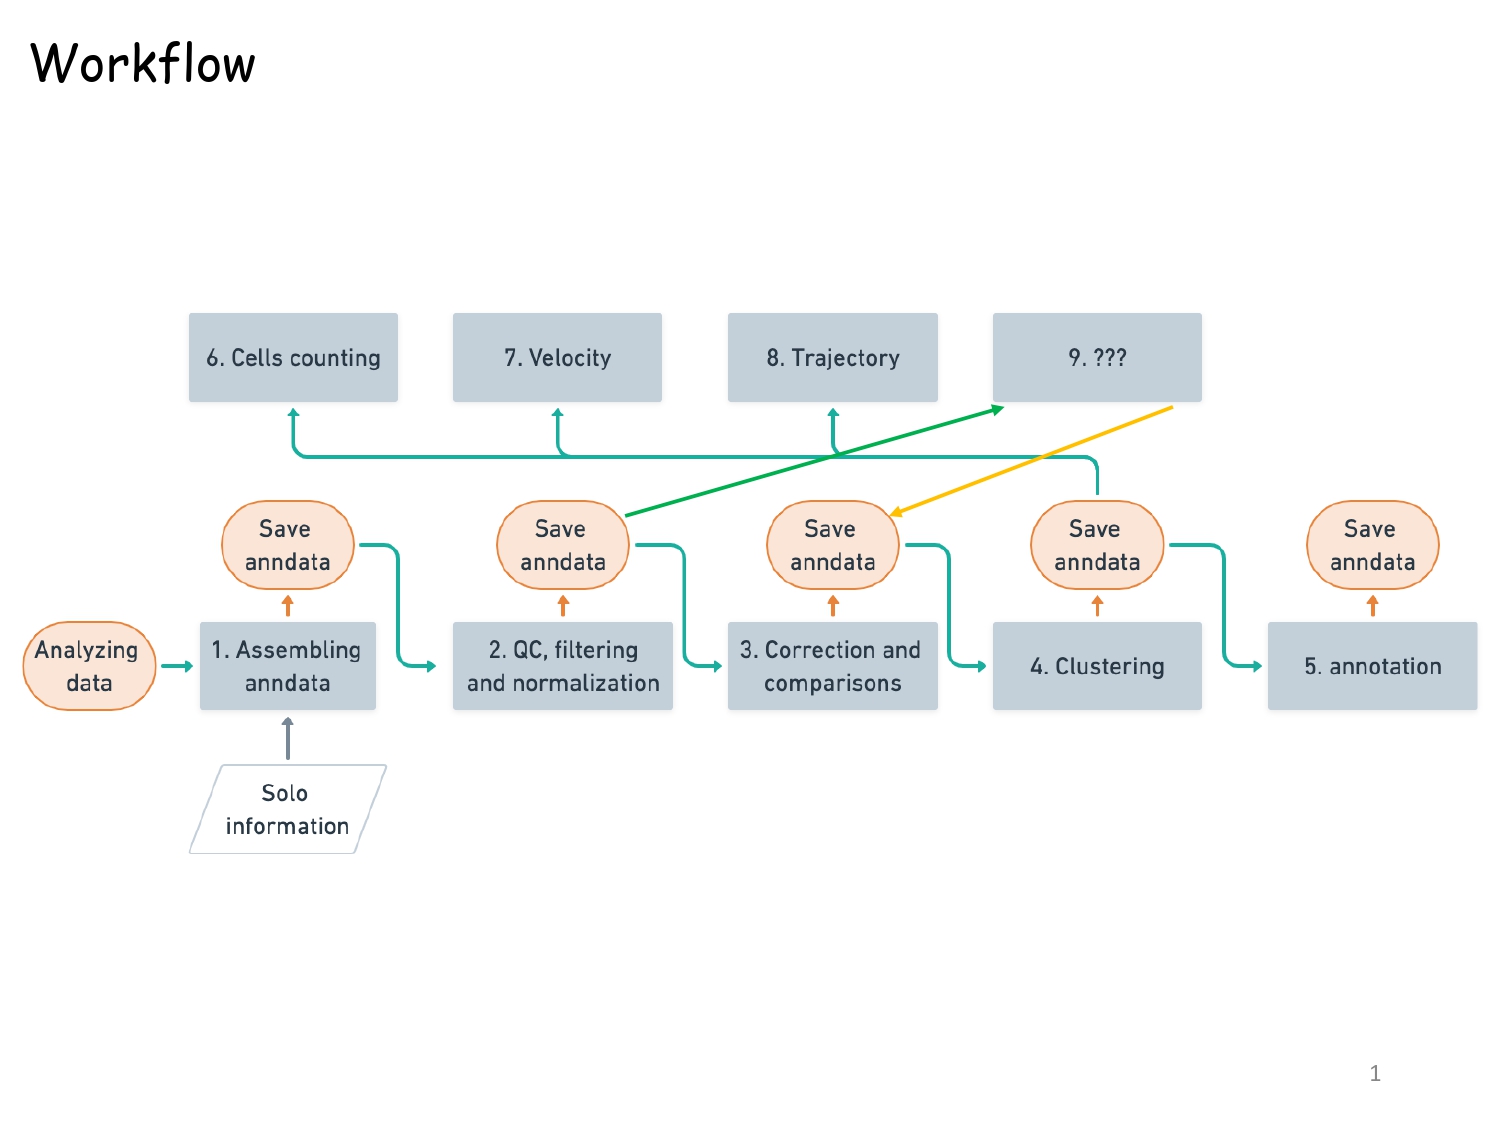 Workflow
6. Cells counting
7. Velocity
8. Trajectory
9. ???
Save
anndata
Save
anndata
Save
anndata
Save
anndata
Save
anndata
Analyzing
data
1. Assembling
anndata
2. QC, filtering
and normalization
3. Correction and
comparisons
4. Clustering
5. annotation
Solo
information
1